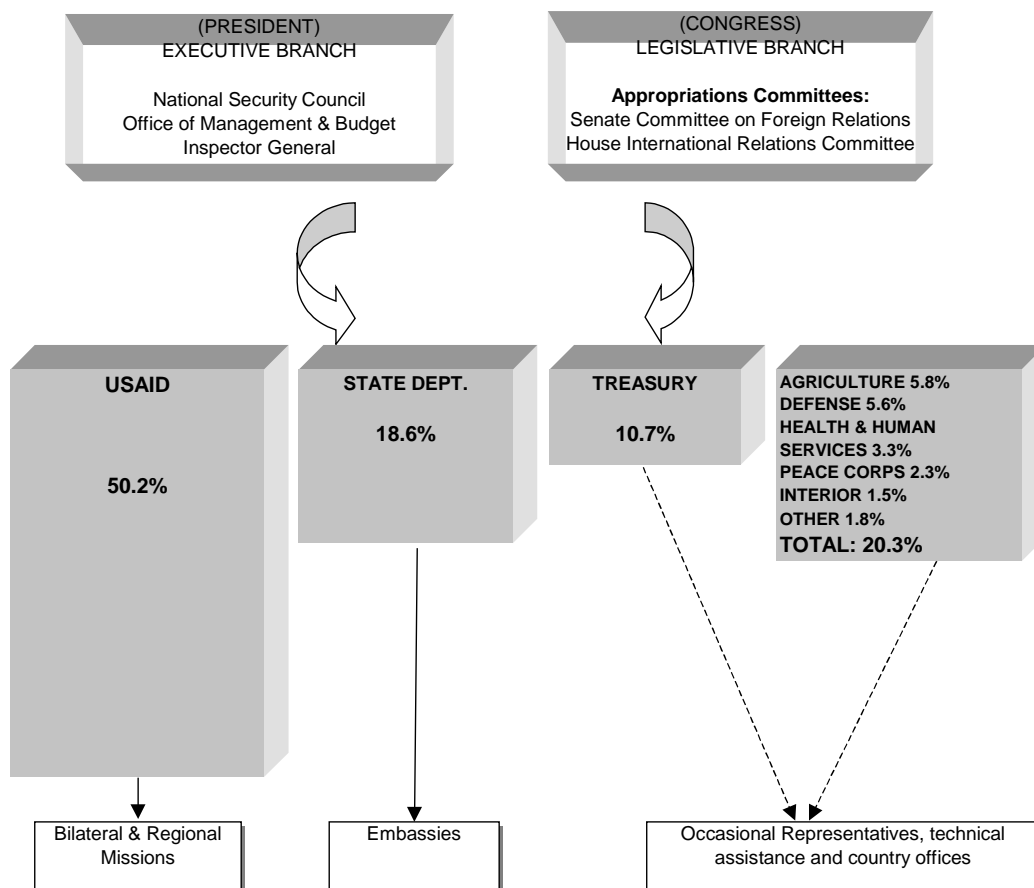 (PRESIDENT)
EXECUTIVE BRANCH
National Security Council
Office of Management & Budget
Inspector General
(CONGRESS)
LEGISLATIVE BRANCH
Appropriations Committees:
Senate Committee on Foreign Relations
House International Relations Committee
USAID
50.2%
STATE DEPT.
18.6%
TREASURY
10.7%
AGRICULTURE 5.8%
DEFENSE 5.6%
HEALTH & HUMAN
SERVICES 3.3%
PEACE CORPS 2.3%
INTERIOR 1.5%
OTHER 1.8%
TOTAL: 20.3%
Bilateral & Regional
Missions
Embassies
Occasional Representatives, technical
assistance and country offices